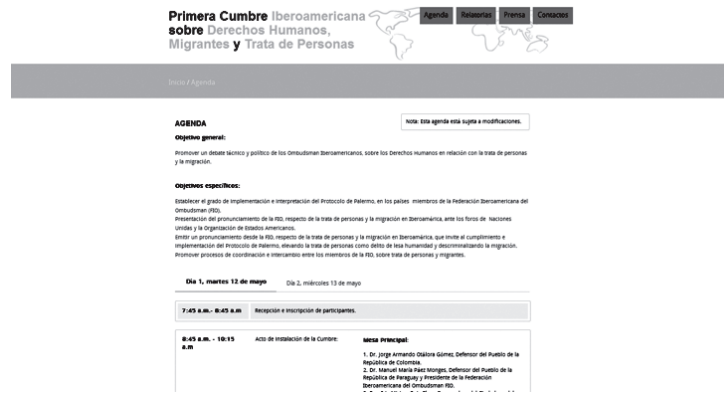 Primera Cumbre Iberoamericana
sobre Derechos Humanos,
Migrantes y Trata de Personas
Agenda Relatorías Prensa Contactos
Inicio / Agenda
AGENDA
Nota: Esta agenda está sujeta a modificaciones.
Objetivo general:
Promover un debate técnico y político de los Ombudsman Iberoamericanos, sobre los Derechos Humanos en relación con la trata de personas
y la migración.
Objetivos específicos:
Establecer el grado de implementación e interpretación del Protocolo de Palermo, en los países miembros de la Federación Iberoamericana del
Ombudsman (FIO).
Presentación del pronunciamiento de la FIO, respecto de la trata de personas y la migración en Iberoamérica, ante los foros de Naciones
Unidas y la Organización de Estados Americanos.
Emitir un pronunciamiento desde la FIO, respecto de la trata de personas y la migración en Iberoamérica, que invite al cumplimiento e
implementación del Protocolo de Palermo, elevando la trata de personas como delito de lesa humanidad y descriminalizando la migración.
Promover procesos de coordinación e intercambio entre los miembros de la FIO, sobre trata de personas y migrantes.
Día 1, martes 12 de mayo Día 2, miércoles 13 de mayo
7:45 a.m.- 8:45 a.m Recepción e inscripción de participantes.
8:45 a.m. - 10:15 a.m
Acto de instalación de la Cumbre:
Mesa Principal:
1. Dr. Jorge Armando Otálora Gómez, Defensor del Pueblo de la
República de Colombia.
2. Dr. Manuel María Páez Monges, Defensor del Pueblo de la
República de Paraguay y Presidente de la Federación
Iberoamericana del Ombudsman FIO.